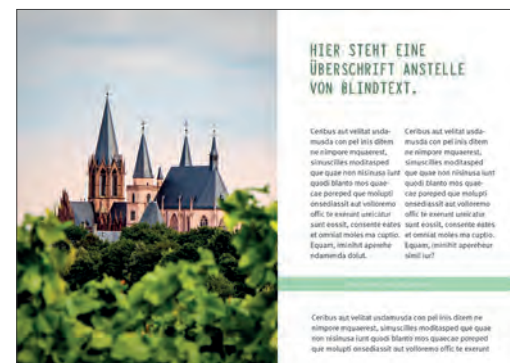 HIER STEHT EINE
ÜBERSCHRIFT ANSTELLE
VON BLINDTEXT.
Ceribus aut velitat usda-
musda con pel inis ditem
ne nimpore mquaerest,
simuscilles moditasped
que quae non nisinusa iunt
quodi blanto mos quae-
cae poreped que molupti
onsediassit aut volloremo
offic te exerunt umicatur
sunt eossit, consente eates
et omnial moles ma cuptio.
Equam, iminihit aperehe
ndamenda dolut.
Ceribus aut velitat usda-
musda con pel inis ditem
ne nimpore mquaerest,
simuscilles moditasped
que quae non nisinusa iunt
quodi blanto mos quae-
cae poreped que molupti
onsediassit aut volloremo
offic te exerunt umicatur
sunt eossit, consente eates
et omnial moles ma cuptio.
Equam, iminihit apereheur
simil iur?
Ceribus aut velitat usdamusda con pel inis ditem ne
nimpore mquaerest, simuscilles moditasped que quae
non nisinusa iunt quodi blanto mos quaecae poreped
que molupti onsediassit aut volloremo offic te exerunt